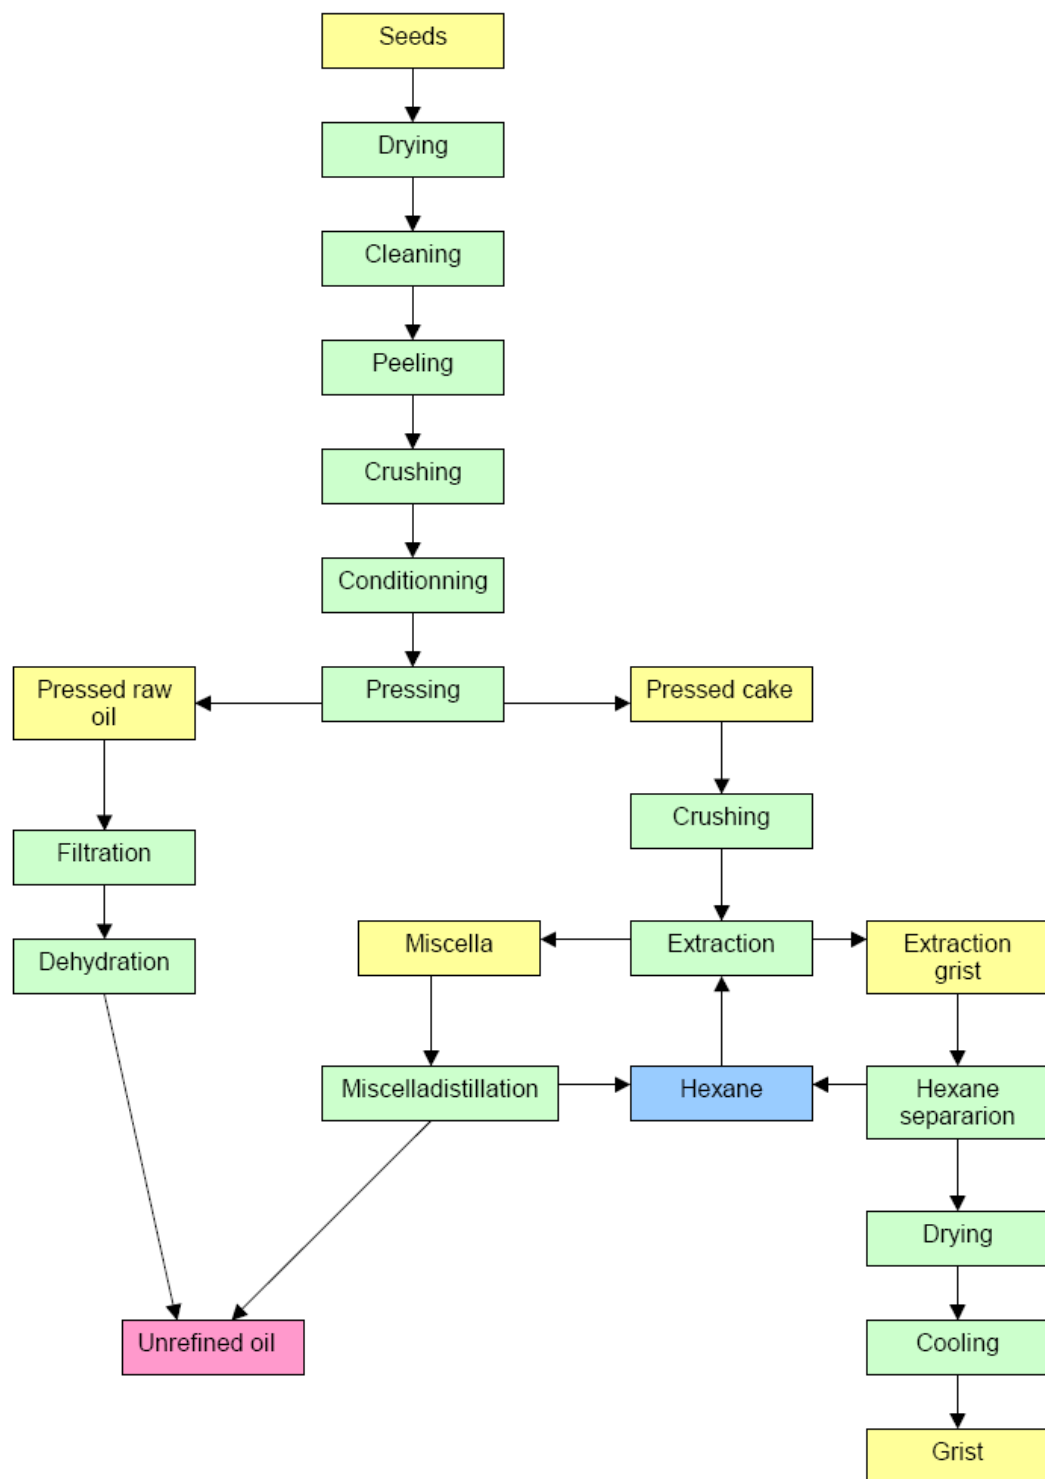 Seeds
Drying
Cleaning
Peeling
Crushing
Conditionning
Pressed raw
oil
Pressing
Pressed cake
Crushing
Filtration
Miscella
Extraction
Extraction
grist
Dehydration
Miscelladistillation
Hexane
Hexane
separarion
Drying
Unrefined oil
Cooling
Grist